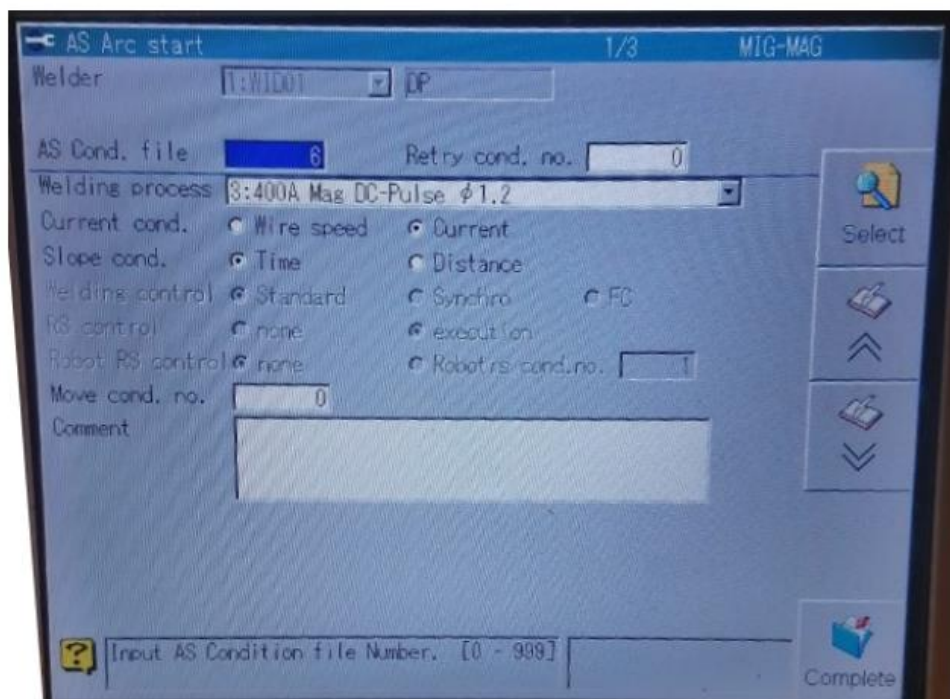 AS Arc start 1/3 MIG-MAG
Welder 1:WID01 DP
AS Cond. file 6 Retry cond. no. 0
Welding process 3:400A Mag DC-Pulse φ1.2
Current cond. Wire speed Current
Select
Slope cond. Time Distance
Welding control Standard Synchro FC
RS control none execution
Robot RS control none Robot rs cond.no. 1
Move cond. no. 0
Comment
Input AS Condition file Number. [0 - 999]
Complete